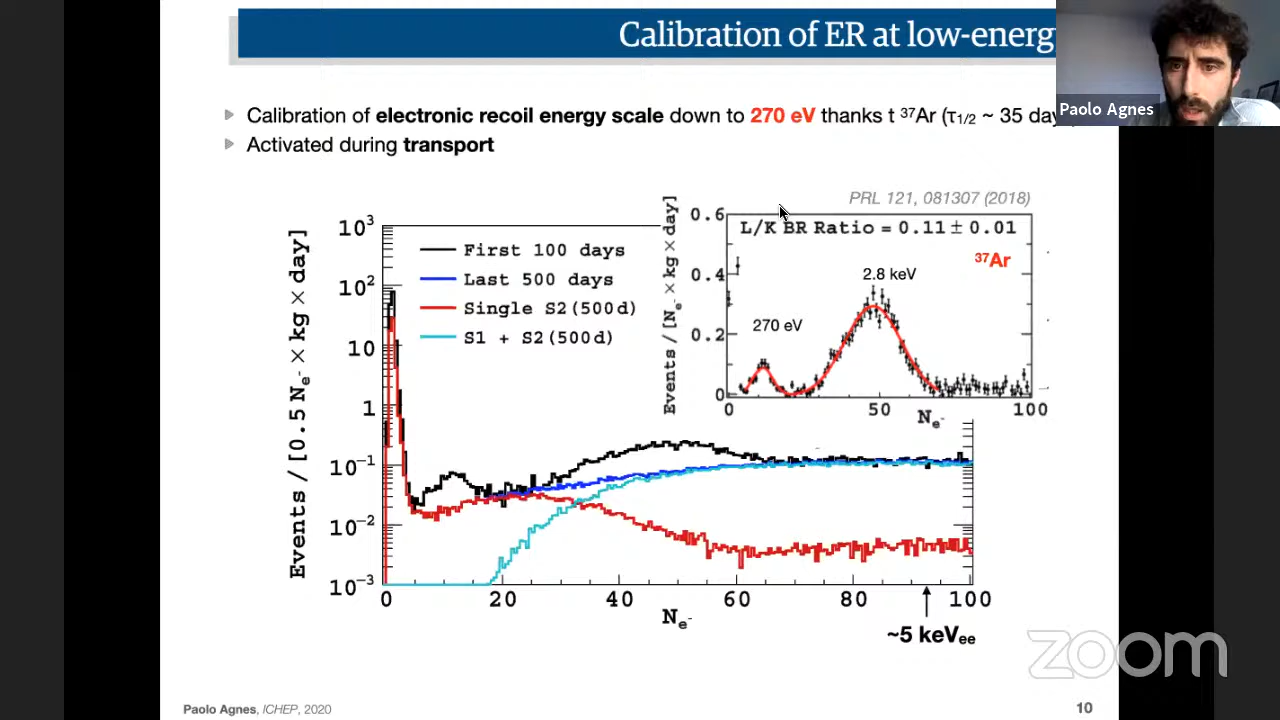 Calibration of ER at low-energ
Paolo Agnes
Calibration of electronic recoil energy scale down to 270 eV thanks t ³⁷Ar (τ1/2 ~ 35 day
Activated during transport
PRL 121, 081307 (2018)
Events / [0.5 Ne- × kg × day]
10³
10²
10
1
10⁻¹
10⁻²
10⁻³
First 100 days
Last 500 days
Single S2(500d)
S1 + S2(500d)
Events / [Ne- × kg × day]
0.6
0.4
0.2
0
L/K BR Ratio = 0.11 ± 0.01
³⁷Ar
2.8 keV
270 eV
0 50 100
Ne-
0 20 40 60 80 100
Ne-
~5 keVee
zoom
Paolo Agnes, ICHEP, 2020
10